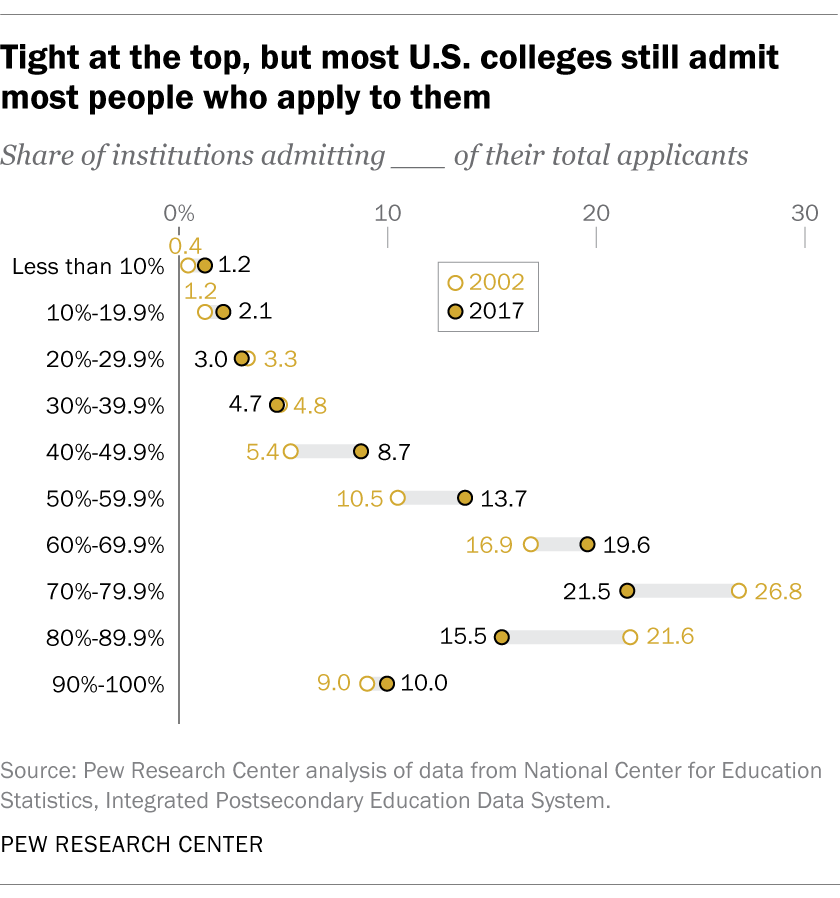 Tight at the top, but most U.S. colleges still admit
most people who apply to them
Share of institutions admitting ___ of their total applicants
0% 10 20 30
0.4
Less than 10% 1.2
1.2
10%-19.9% 2.1
2002
2017
20%-29.9% 3.0 3.3
30%-39.9% 4.7 4.8
40%-49.9% 5.4 8.7
50%-59.9% 10.5 13.7
60%-69.9% 16.9 19.6
70%-79.9% 21.5 26.8
80%-89.9% 15.5 21.6
90%-100% 9.0 10.0
Source: Pew Research Center analysis of data from National Center for Education
Statistics, Integrated Postsecondary Education Data System.
PEW RESEARCH CENTER